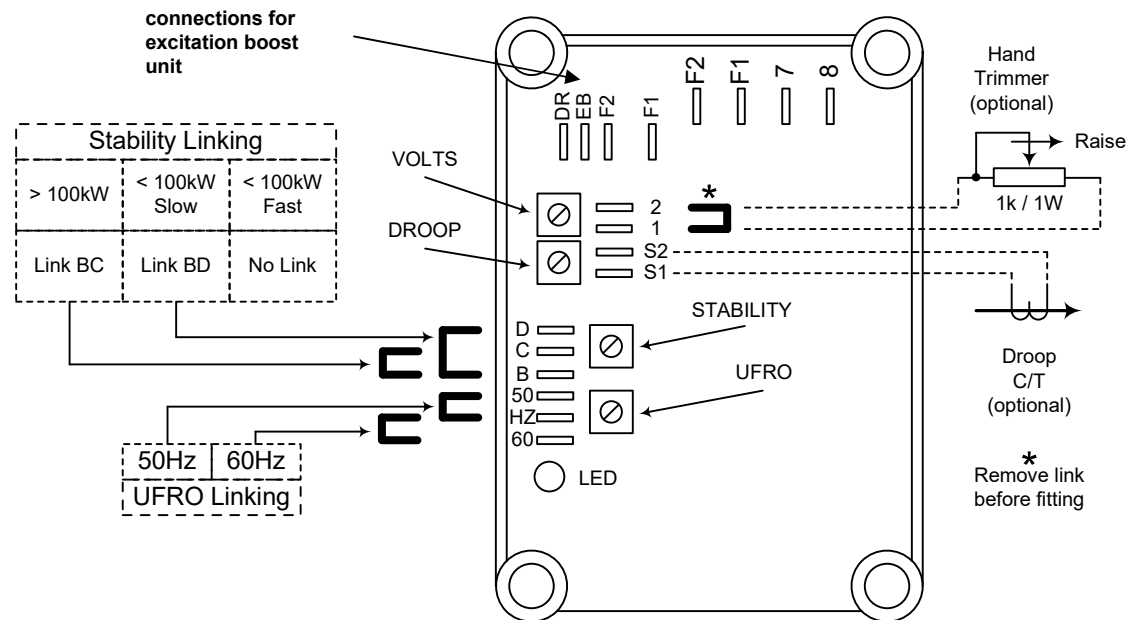 connections for
excitation boost
unit
DR
EB
F2
F1
F2
F1
7
8
Hand
Trimmer
(optional)
Raise
1k / 1W
Stability Linking
> 100kW
< 100kW
Slow
< 100kW
Fast
Link BC
Link BD
No Link
VOLTS
DROOP
2
1
S2
S1
*
STABILITY
UFRO
D
C
B
50
HZ
60
LED
50Hz
60Hz
UFRO Linking
Droop
C/T
(optional)
*
Remove link
before fitting